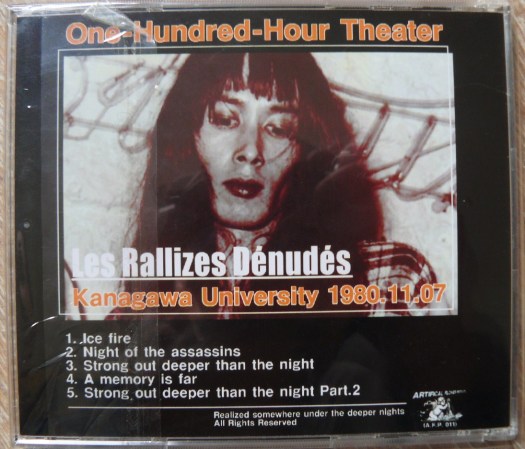 One-Hundred-Hour Theater
Les Rallizes Dénudés
Kanagawa University 1980.11.07
1. .Ice fire
2. Night of the assassins
3. Strong out deeper than the night
4. A memory is far
5. Strong out deeper than the night Part.2
Realized somewhere under the deeper nights
All Rights Reserved
ARTIFICAL
(A.F.P. 011)